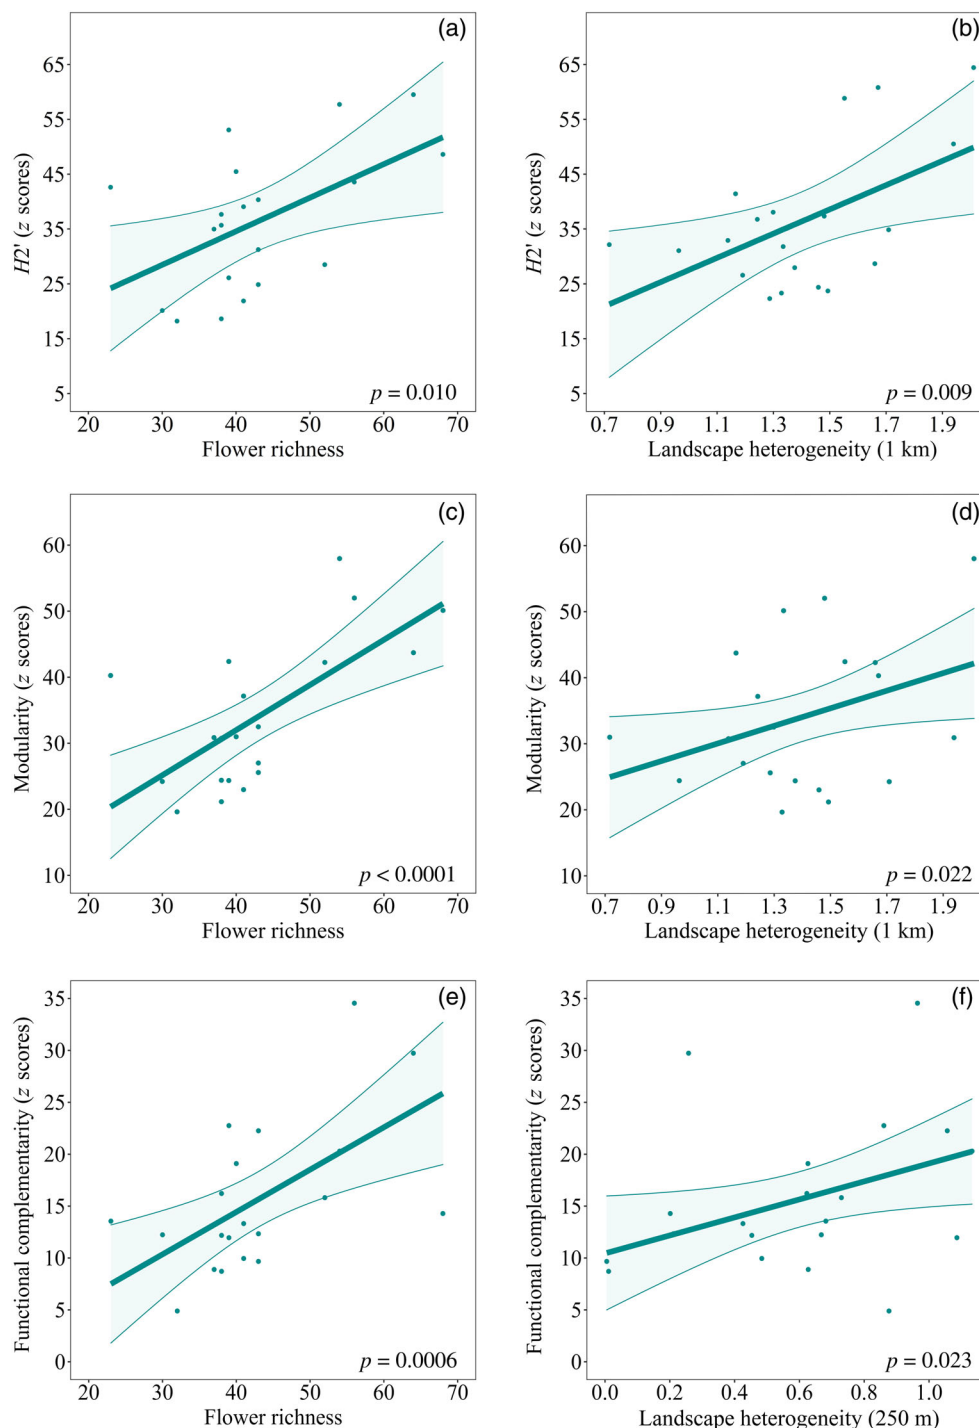 (a)
65
55
45
35
25
15
5
H2' (z scores)
p = 0.010
20 30 40 50 60 70
Flower richness
(b)
65
55
45
35
25
15
5
H2' (z scores)
p = 0.009
0.7 0.9 1.1 1.3 1.5 1.7 1.9
Landscape heterogeneity (1 km)
(c)
60
50
40
30
20
10
Modularity (z scores)
p < 0.0001
20 30 40 50 60 70
Flower richness
(d)
60
50
40
30
20
10
Modularity (z scores)
p = 0.022
0.7 0.9 1.1 1.3 1.5 1.7 1.9
Landscape heterogeneity (1 km)
(e)
35
30
25
20
15
10
5
0
Functional complementarity (z scores)
p = 0.0006
20 30 40 50 60 70
Flower richness
(f)
35
30
25
20
15
10
5
0
Functional complementarity (z scores)
p = 0.023
0.0 0.2 0.4 0.6 0.8 1.0
Landscape heterogeneity (250 m)